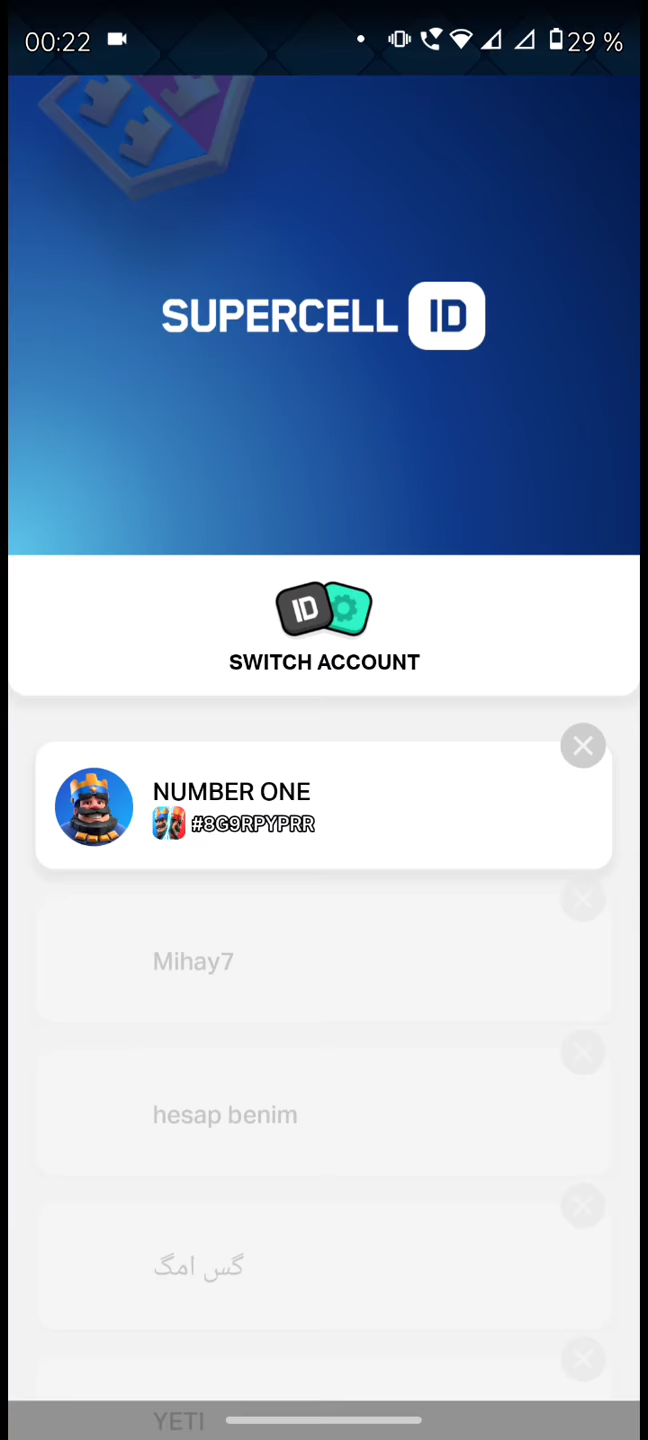 00:22
29 %
SUPERCELL ID
ID
SWITCH ACCOUNT
NUMBER ONE
#8G9RPYPRR
Mihay7
hesap benim
گس امگ
YETI